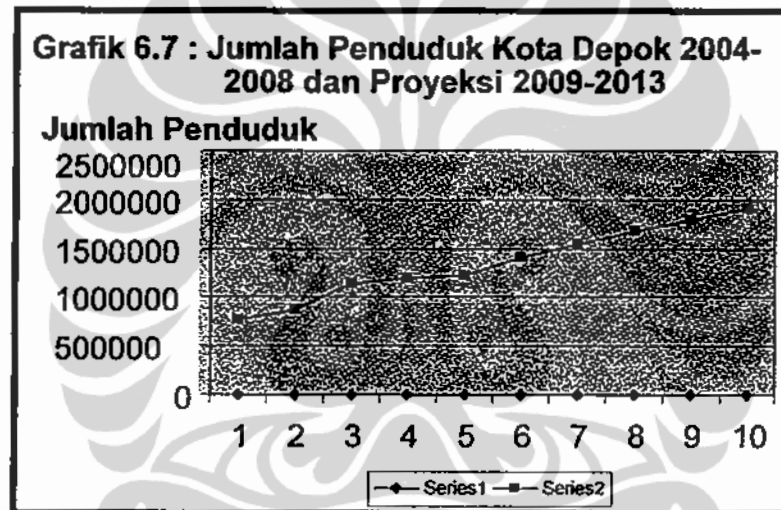 Grafik 6.7 : Jumlah Penduduk Kota Depok 2004-
2008 dan Proyeksi 2009-2013
Jumlah Penduduk
2500000
2000000
1500000
1000000
500000
0
1 2 3 4 5 6 7 8 9 10
Series1 Series2